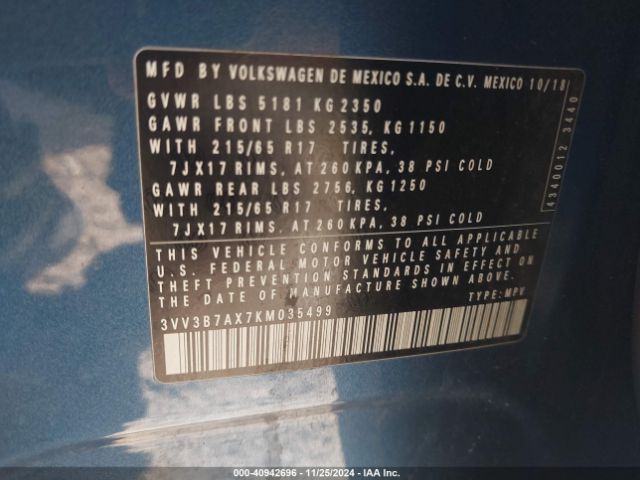 MFD BY VOLKSWAGEN DE MEXICO S.A. DE C.V. MEXICO 10/18
GVWR LBS 5181 KG 2350
GAWR FRONT LBS 2535, KG 1150
WITH 215/65 R17 TIRES,
7JX17 RIMS, AT 260 KPA, 38 PSI COLD
GAWR REAR LBS 2756, KG 1250
WITH 215/65 R17 TIRES,
7JX17 RIMS, AT 260 KPA, 38 PSI COLD
4340012 3440
THIS VEHICLE CONFORMS TO ALL APPLICABLE
U.S. FEDERAL MOTOR VEHICLE SAFETY AND
THEFT PREVENTION STANDARDS IN EFFECT ON
THE DATE OF MANUFACTURE SHOWN ABOVE.
3VV3B7AX7KM035499 TYPE: MPV
000-40942696 - 11/25/2024 - IAA Inc.